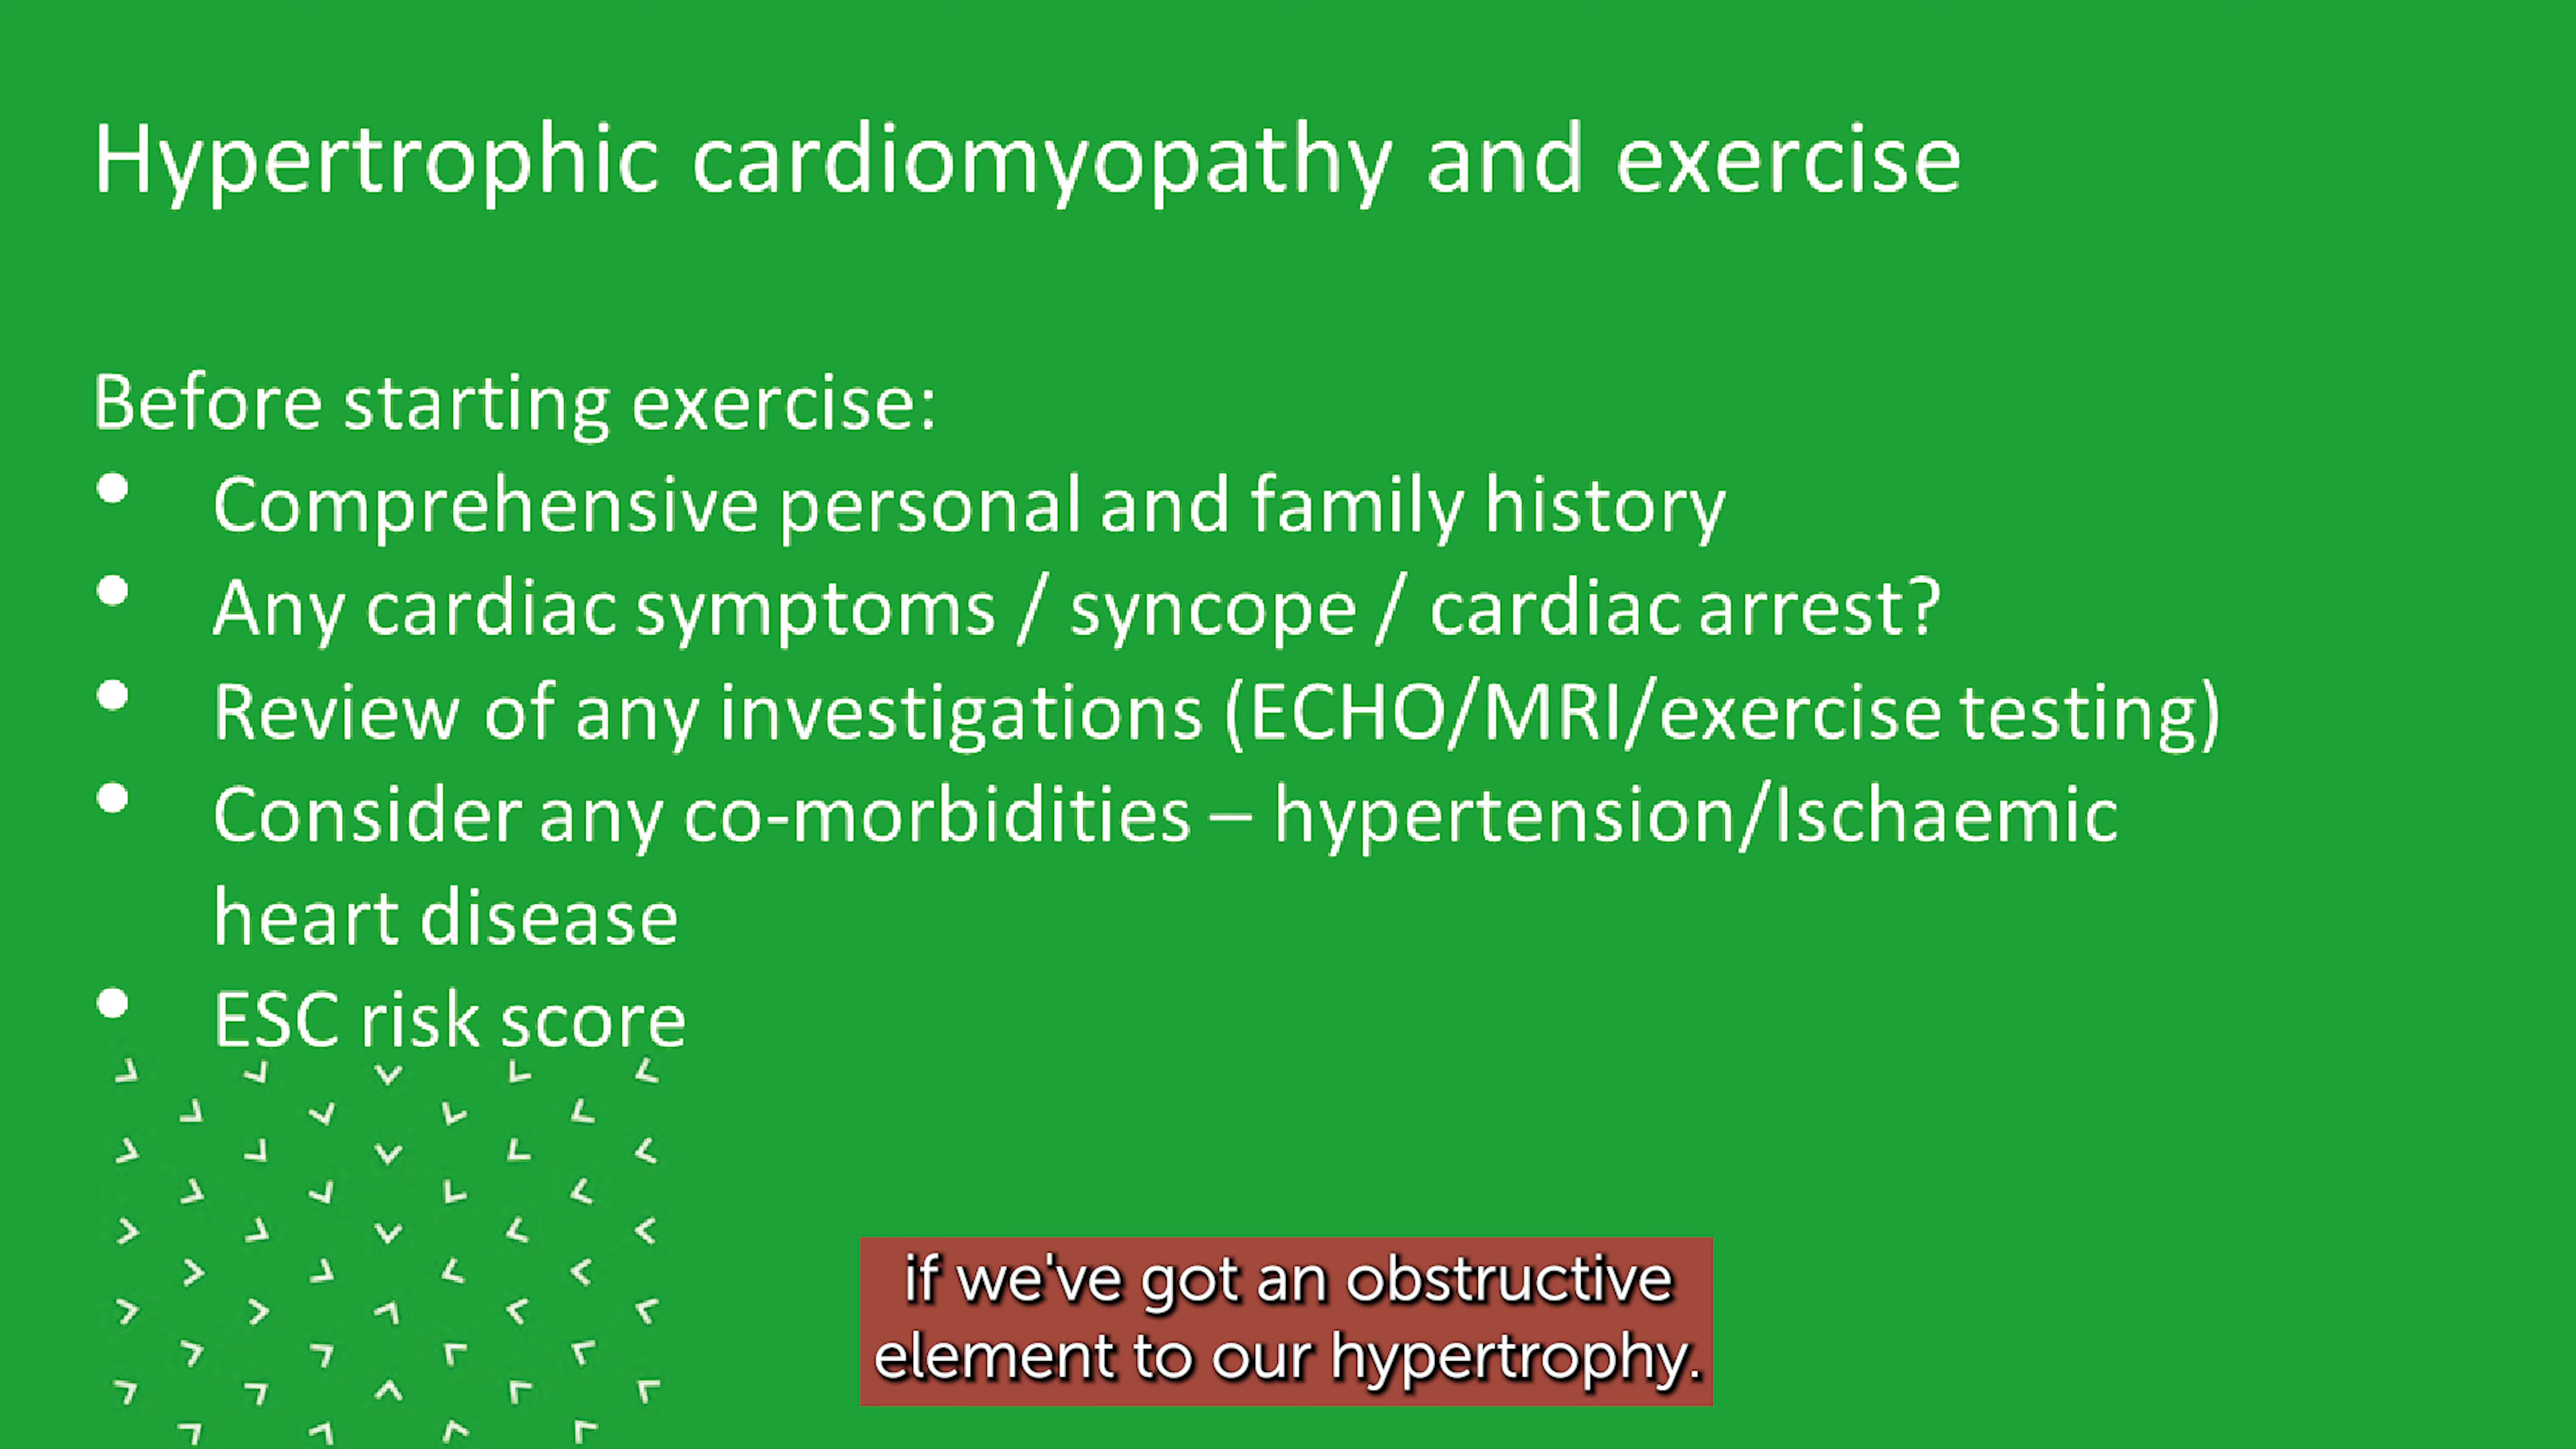 Hypertrophic cardiomyopathy and exercise
Before starting exercise:
• Comprehensive personal and family history
• Any cardiac symptoms / syncope / cardiac arrest?
• Review of any investigations (ECHO/MRI/exercise testing)
• Consider any co-morbidities – hypertension/Ischaemic
heart disease
• ESC risk score
if we've got an obstructive
element to our hypertrophy.